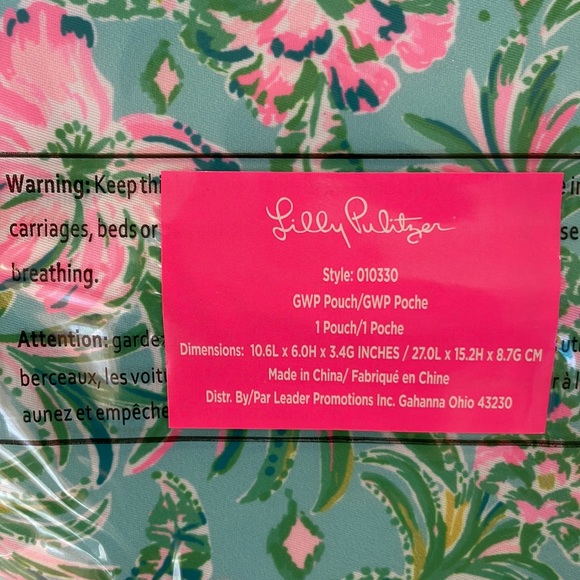 Warning: Keep thi
carriages, beds or
breathing.
Attention: garde
berceaux, les voitu
aunez et empêche
Lilly Pulitzer
Style: 010330
GWP Pouch/GWP Poche
1 Pouch/1 Poche
Dimensions: 10.6L x 6.0H x 3.4G INCHES / 27.0L x 15.2H x 8.7G CM
Made in China/ Fabriqué en Chine
Distr. By/Par Leader Promotions Inc. Gahanna Ohio 43230